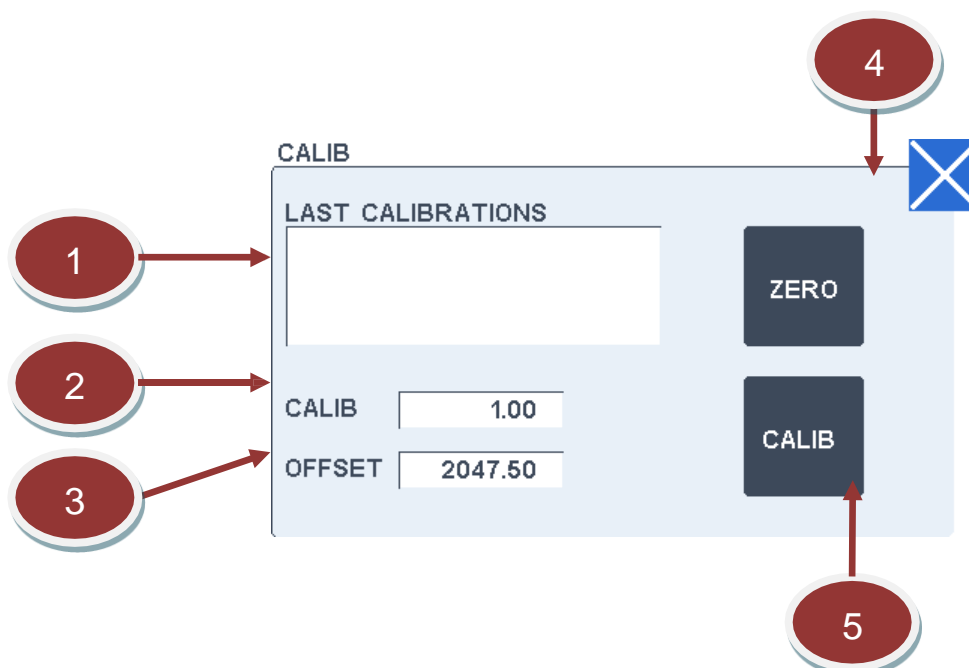 4
CALIB
LAST CALIBRATIONS
1
ZERO
2
CALIB 1.00
CALIB
3
OFFSET 2047.50
5